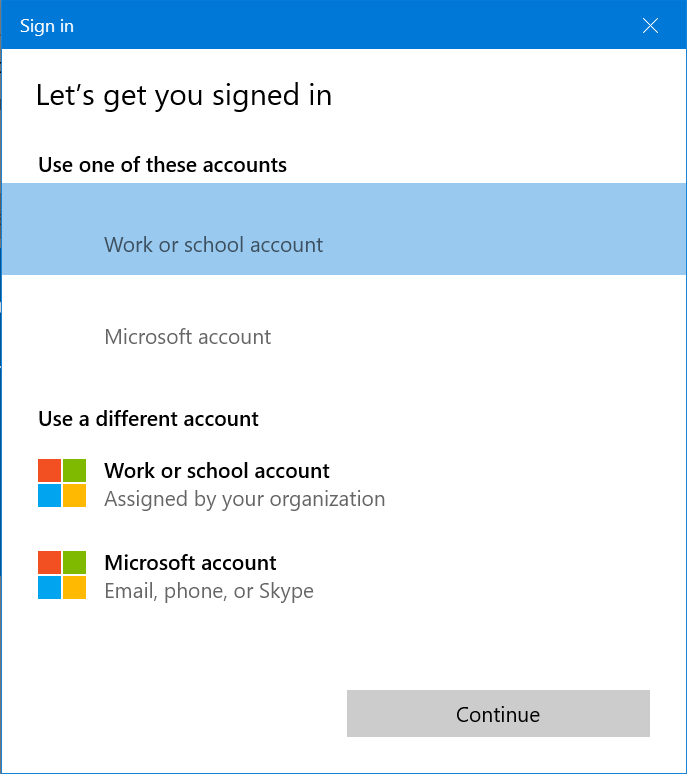 Sign in
Let's get you signed in
Use one of these accounts
Work or school account
Microsoft account
Use a different account
Work or school account
Assigned by your organization
Microsoft account
Email, phone, or Skype
Continue